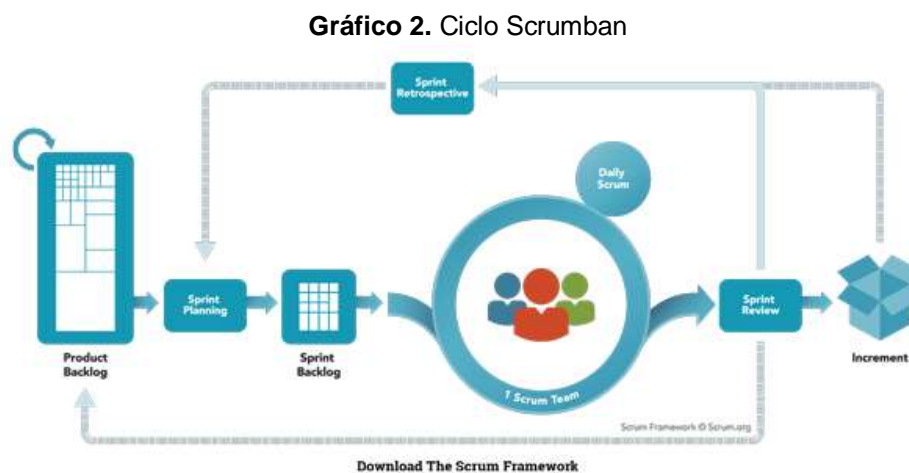 Gráfico 2. Ciclo Scrumban
Sprint
Retrospective
Daily
Scrum
Sprint
Planning
Sprint
Review
Product
Backlog
Sprint
Backlog
1 Scrum Team
Increment
Scrum Framework © Scrum.org
Download The Scrum Framework